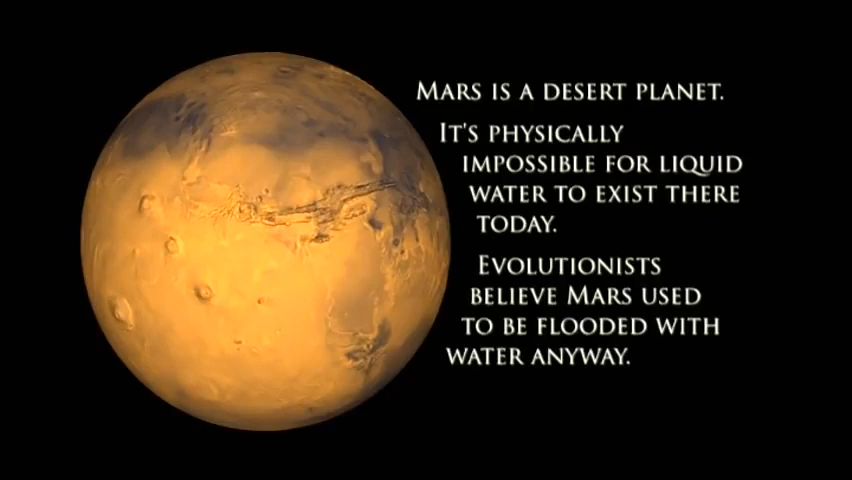 Mars is a desert planet.
It's physically
impossible for liquid
water to exist there
today.
Evolutionists
believe Mars used
to be flooded with
water anyway.